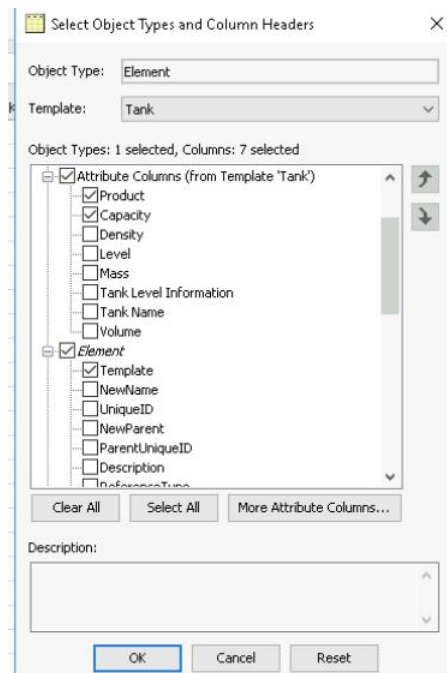 Select Object Types and Column Headers
Object Type: Element
Template: Tank
Object Types: 1 selected, Columns: 7 selected
Attribute Columns (from Template 'Tank')
Product
Capacity
Density
Level
Mass
Tank Level Information
Tank Name
Volume
Element
Template
NewName
UniqueID
NewParent
ParentUniqueID
Description
ReferenceType
Clear All Select All More Attribute Columns...
Description:
OK Cancel Reset